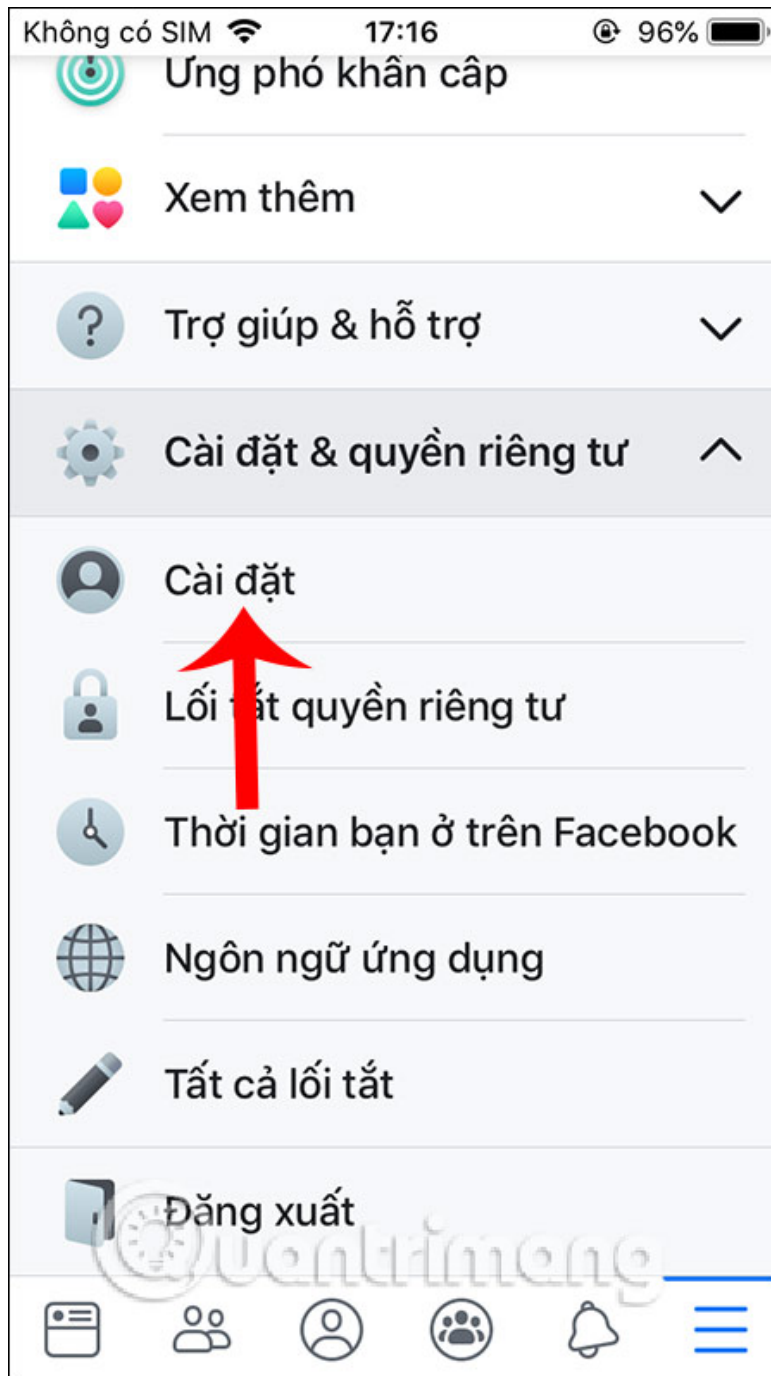 Không có SIM 17:16 96%
Ứng phó khẩn cấp
Xem thêm
Trợ giúp & hỗ trợ
Cài đặt & quyền riêng tư
Cài đặt
Lối tắt quyền riêng tư
Thời gian bạn ở trên Facebook
Ngôn ngữ ứng dụng
Tất cả lối tắt
Đăng xuất
Quantrimang